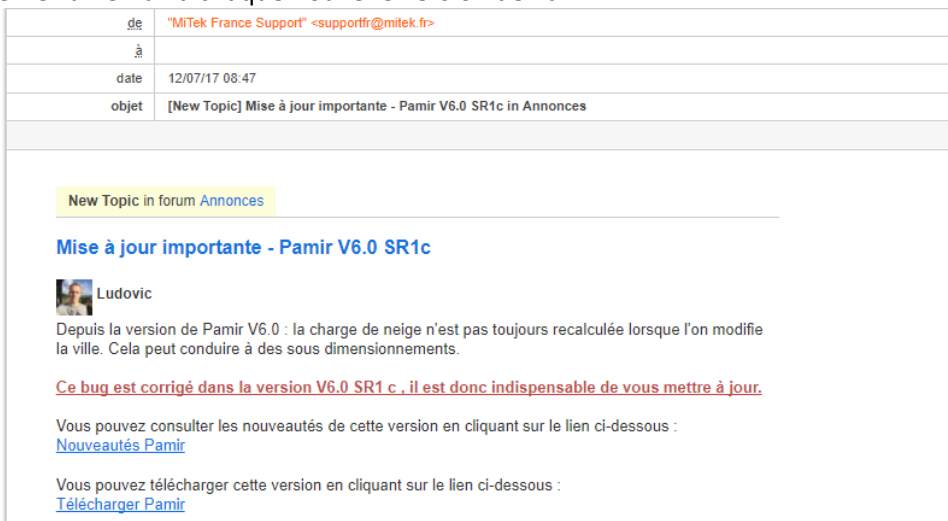 de "MiTek France Support" <supportfr@mitek.fr>
à
date 12/07/17 08:47
objet [New Topic] Mise à jour importante - Pamir V6.0 SR1c in Annonces
New Topic in forum Annonces
Mise à jour importante - Pamir V6.0 SR1c
Ludovic
Depuis la version de Pamir V6.0 : la charge de neige n'est pas toujours recalculée lorsque l'on modifie
la ville. Cela peut conduire à des sous dimensionnements.
Ce bug est corrigé dans la version V6.0 SR1 c , il est donc indispensable de vous mettre à jour.
Vous pouvez consulter les nouveautés de cette version en cliquant sur le lien ci-dessous :
Nouveautés Pamir
Vous pouvez télécharger cette version en cliquant sur le lien ci-dessous :
Télécharger Pamir